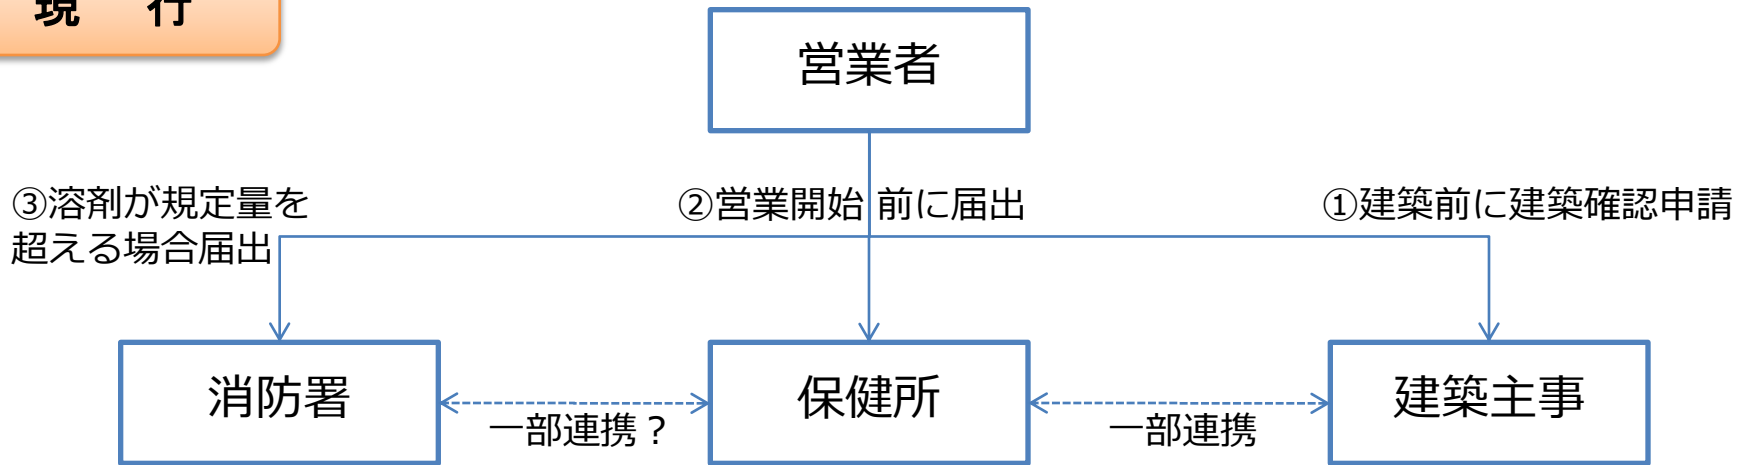 現　行
営業者
③溶剤が規定量を
超える場合届出
②営業開始 前に届出
①建築前に建築確認申請
消防署
一部連携？
保健所
一部連携
建築主事